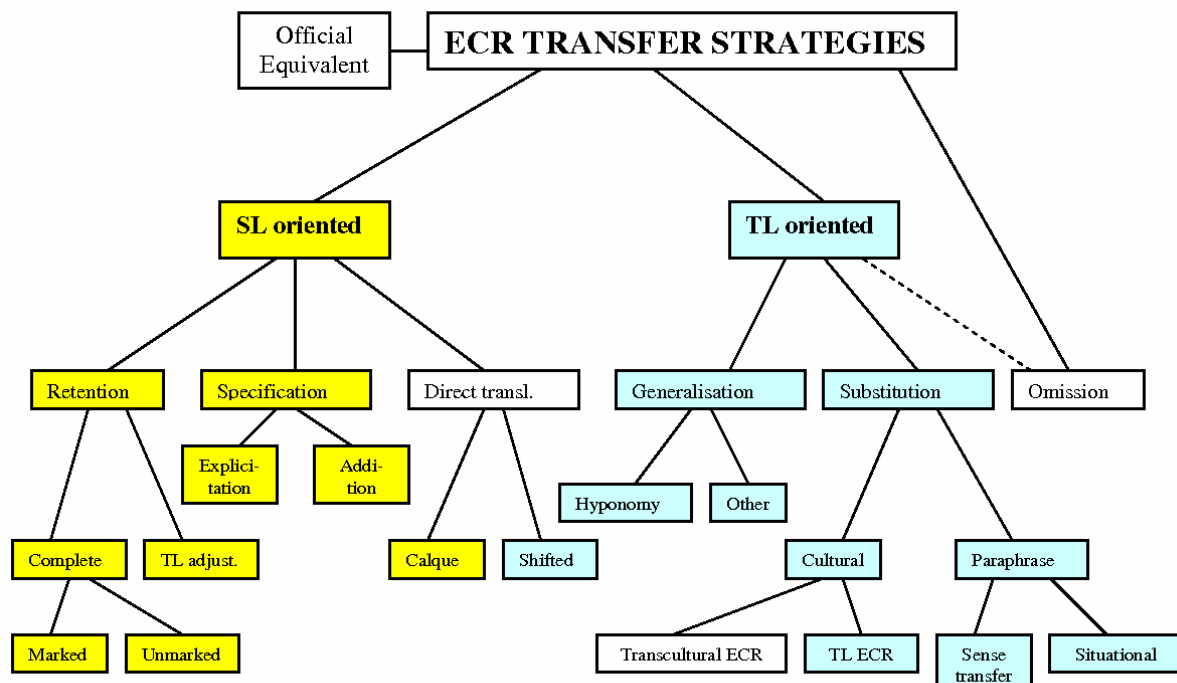 Official
Equivalent
ECR TRANSFER STRATEGIES
SL oriented
TL oriented
Retention
Specification
Direct transl.
Generalisation
Substitution
Omission
Explici-
tation
Addi-
tion
Hyponomy
Other
Complete
TL adjust.
Calque
Shifted
Cultural
Paraphrase
Marked
Unmarked
Transcultural ECR
TL ECR
Sense
transfer
Situational